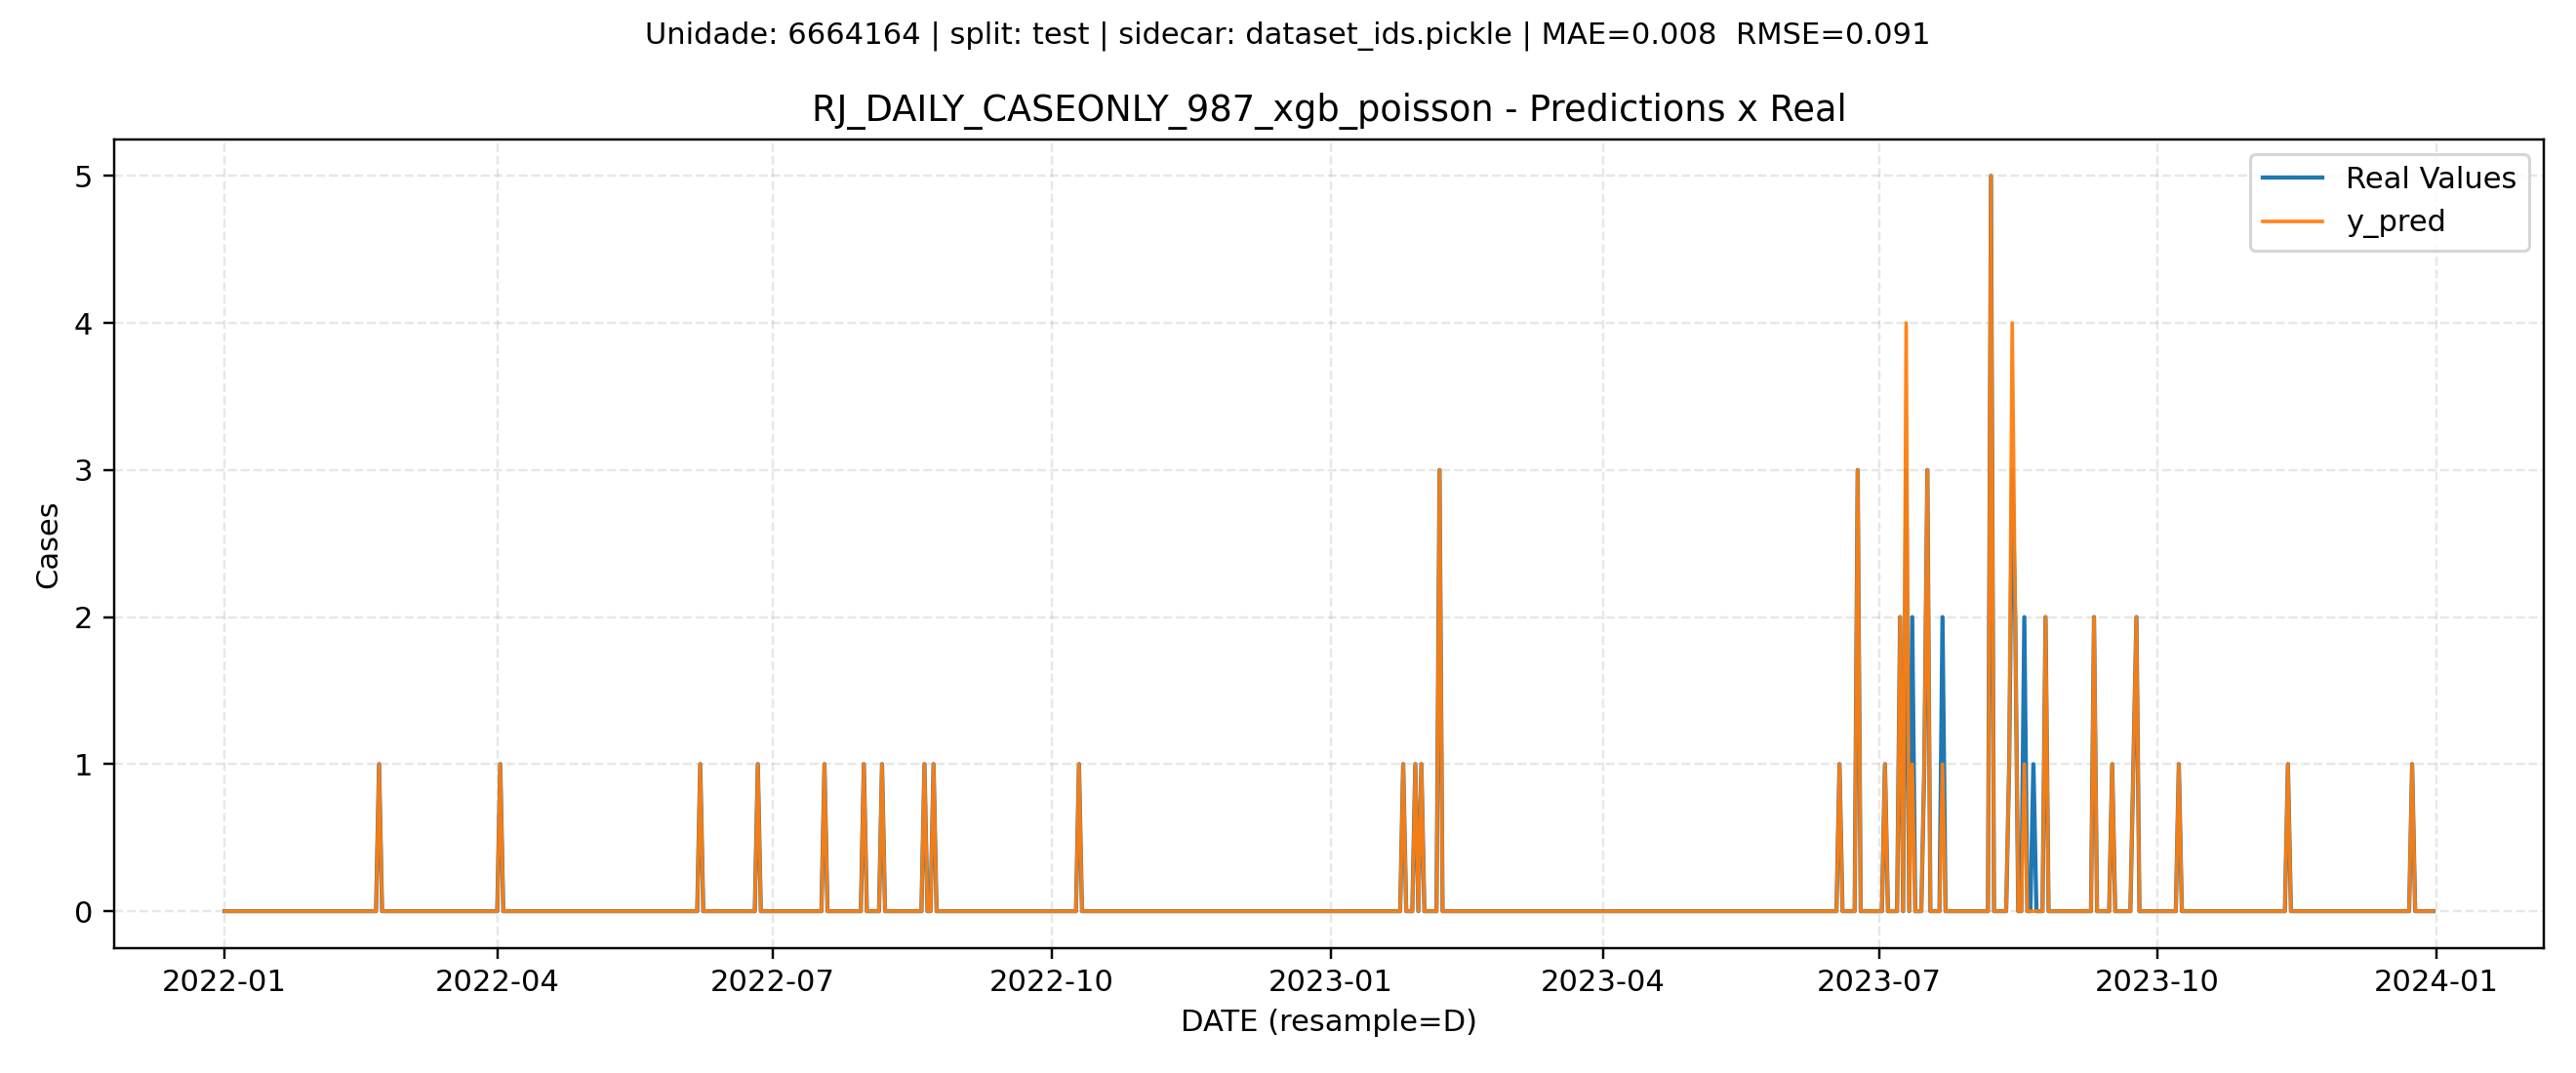 Unidade: 6664164 | split: test | sidecar: dataset_ids.pickle | MAE=0.008  RMSE=0.091
RJ_DAILY_CASEONLY_987_xgb_poisson - Predictions x Real
Real Values
y_pred
Cases
5
4
3
2
1
0
2022-01
2022-04
2022-07
2022-10
2023-01
2023-04
2023-07
2023-10
2024-01
DATE (resample=D)